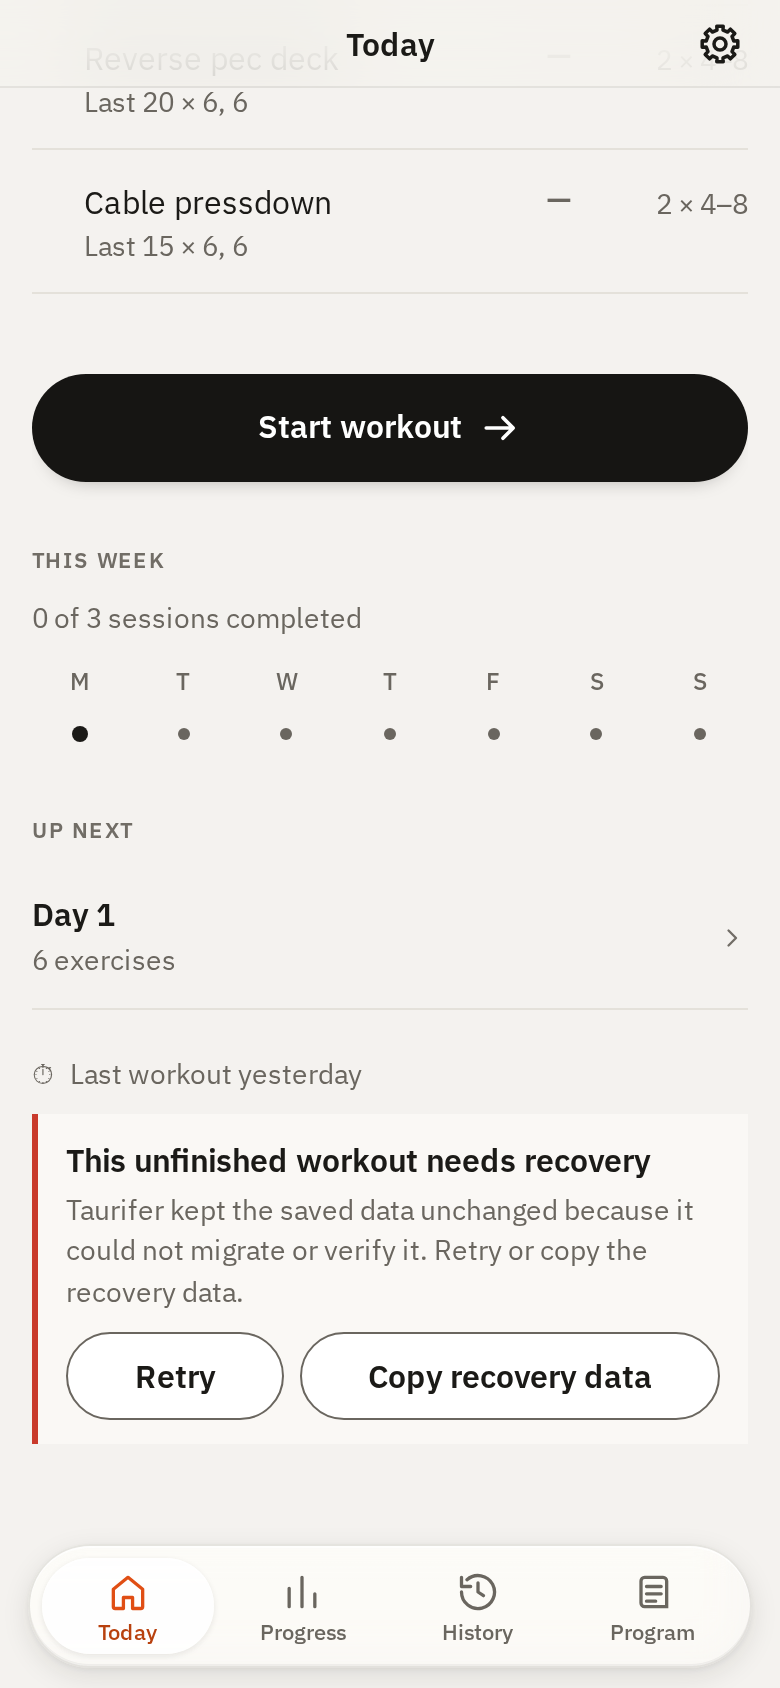 Today
Reverse pec deck – 2 × 4–8
Last 20 × 6, 6
Cable pressdown – 2 × 4–8
Last 15 × 6, 6
Start workout →
THIS WEEK
0 of 3 sessions completed
M T W T F S S
UP NEXT
Day 1
6 exercises
Last workout yesterday
This unfinished workout needs recovery
Taurifer kept the saved data unchanged because it
could not migrate or verify it. Retry or copy the
recovery data.
Retry Copy recovery data
Today Progress History Program